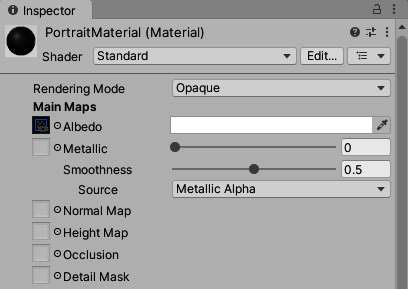 Inspector
PortraitMaterial (Material)
Shader Standard Edit...
Rendering Mode Opaque
Main Maps
Albedo
Metallic 0
Smoothness 0.5
Source Metallic Alpha
Normal Map
Height Map
Occlusion
Detail Mask